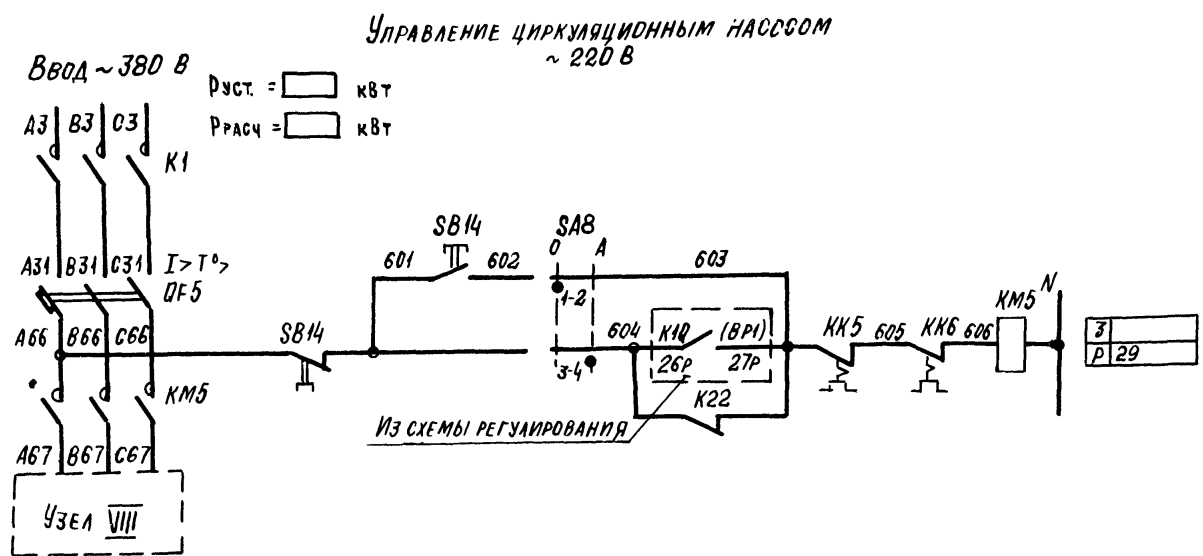 УПРАВЛЕНИЕ ЦИРКУЛЯЦИОННЫМ НАСОСОМ
~ 220 В
ВВОД ~ 380 В
РУСТ. = кВт
РРАСЧ = кВт
А3 В3 С3
К1
SB14 SA8
О А
А31 В31 С31 I> T°>
QF5
601 602 603
1-2
KM5 N
А66 В66 С66
SB14
604 К10 (ВР1) КК5 605 КК6 606
3
Р 29
3-4 26Р 27Р
КМ5
К22
ИЗ СХЕМЫ РЕГУЛИРОВАНИЯ
А67 В67 С67
УЗЕЛ VIII